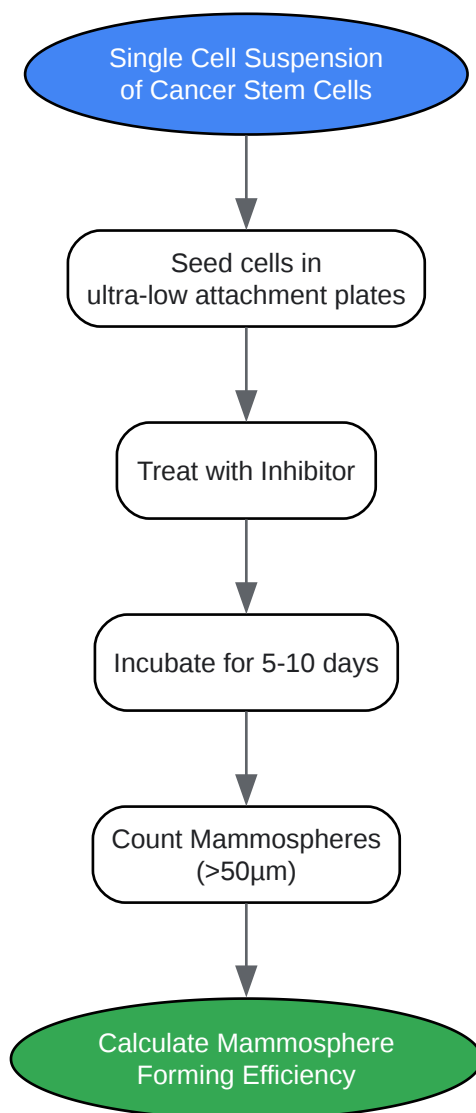 Single Cell Suspension
of Cancer Stem Cells
Seed cells in
ultra-low attachment plates
Treat with Inhibitor
Incubate for 5-10 days
Count Mammospheres
(>50µm)
Calculate Mammosphere
Forming Efficiency